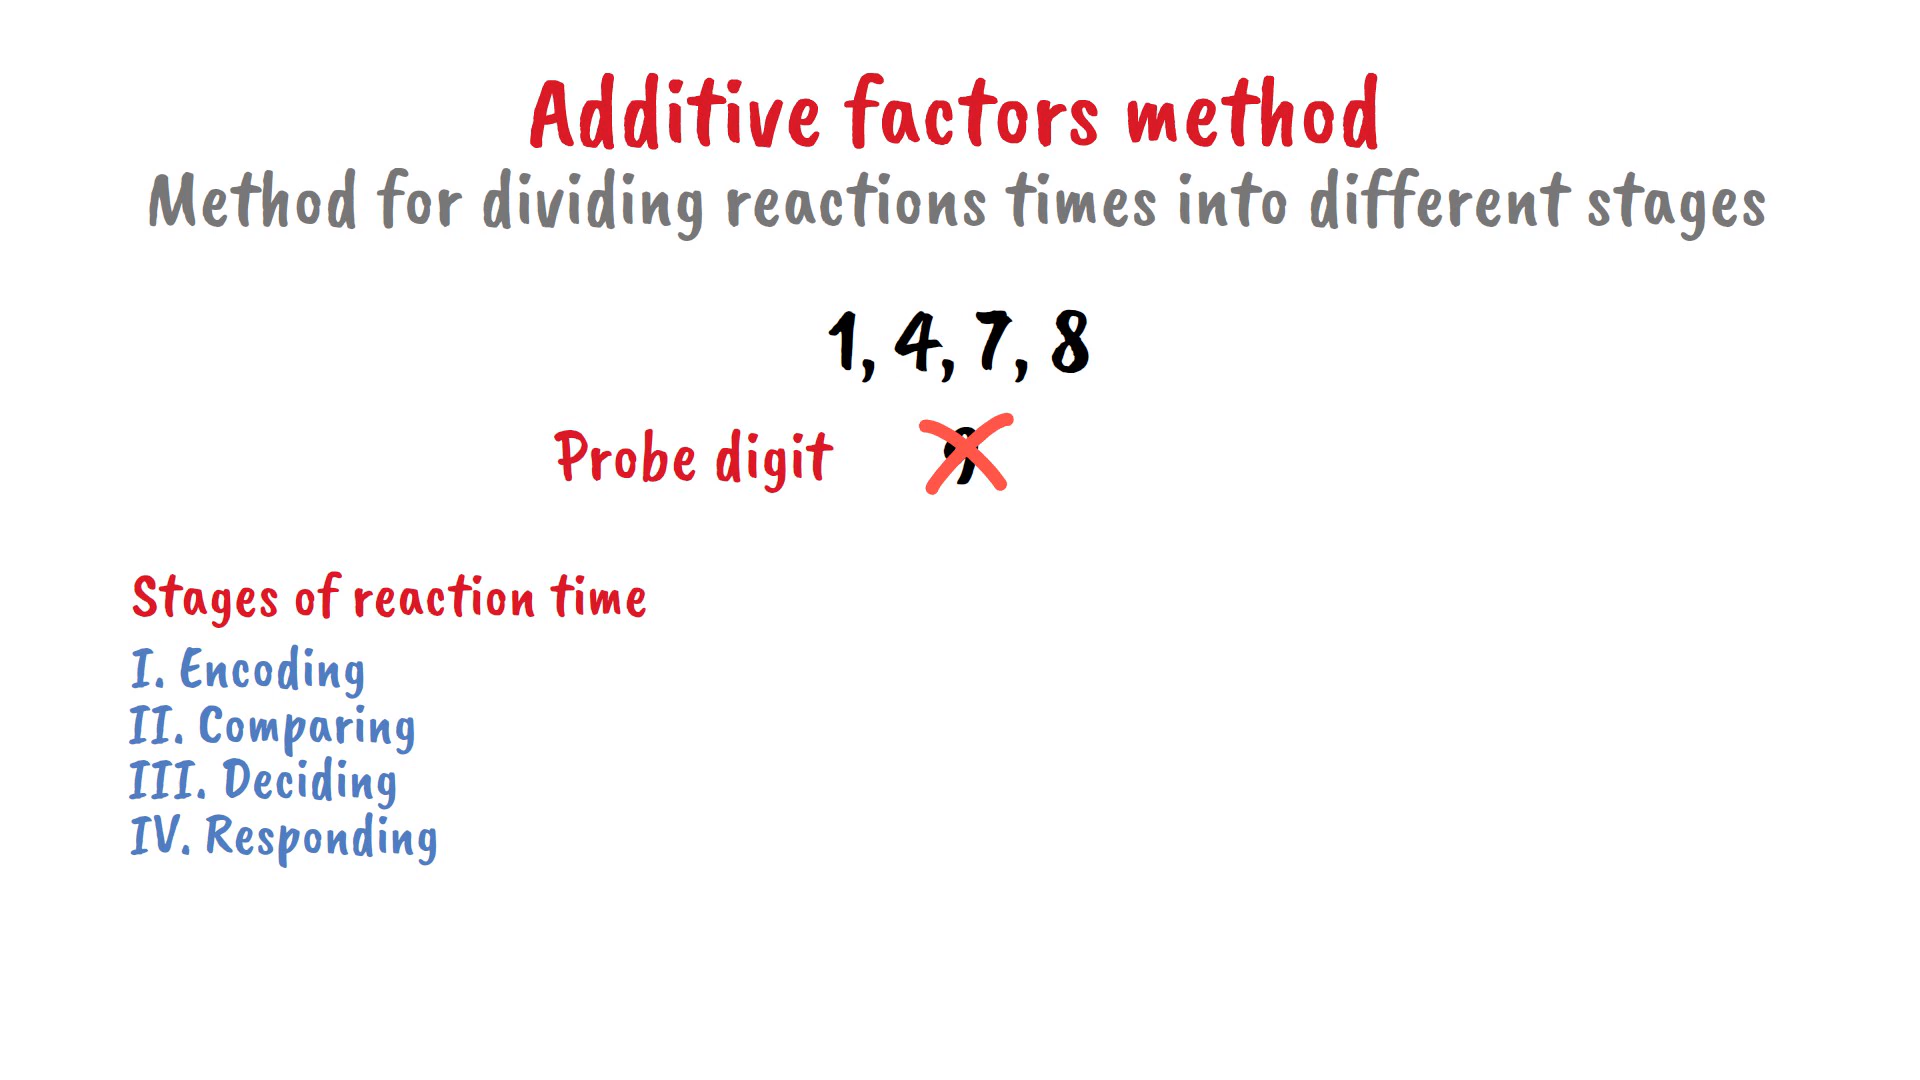 Additive factors method
Method for dividing reactions times into different stages
1, 4, 7, 8
Probe digit 9
Stages of reaction time
I. Encoding
II. Comparing
III. Deciding
IV. Responding